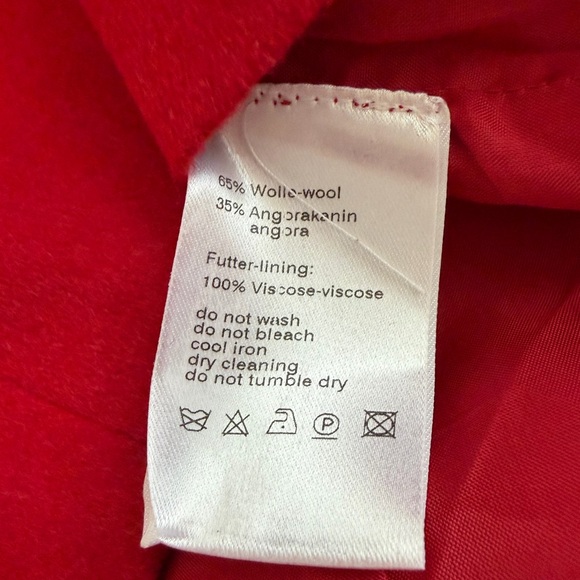 65% Wolle-wool
35% Angorakanin
angora
Futter-lining:
100% Viscose-viscose
do not wash
do not bleach
cool iron
dry cleaning
do not tumble dry
P